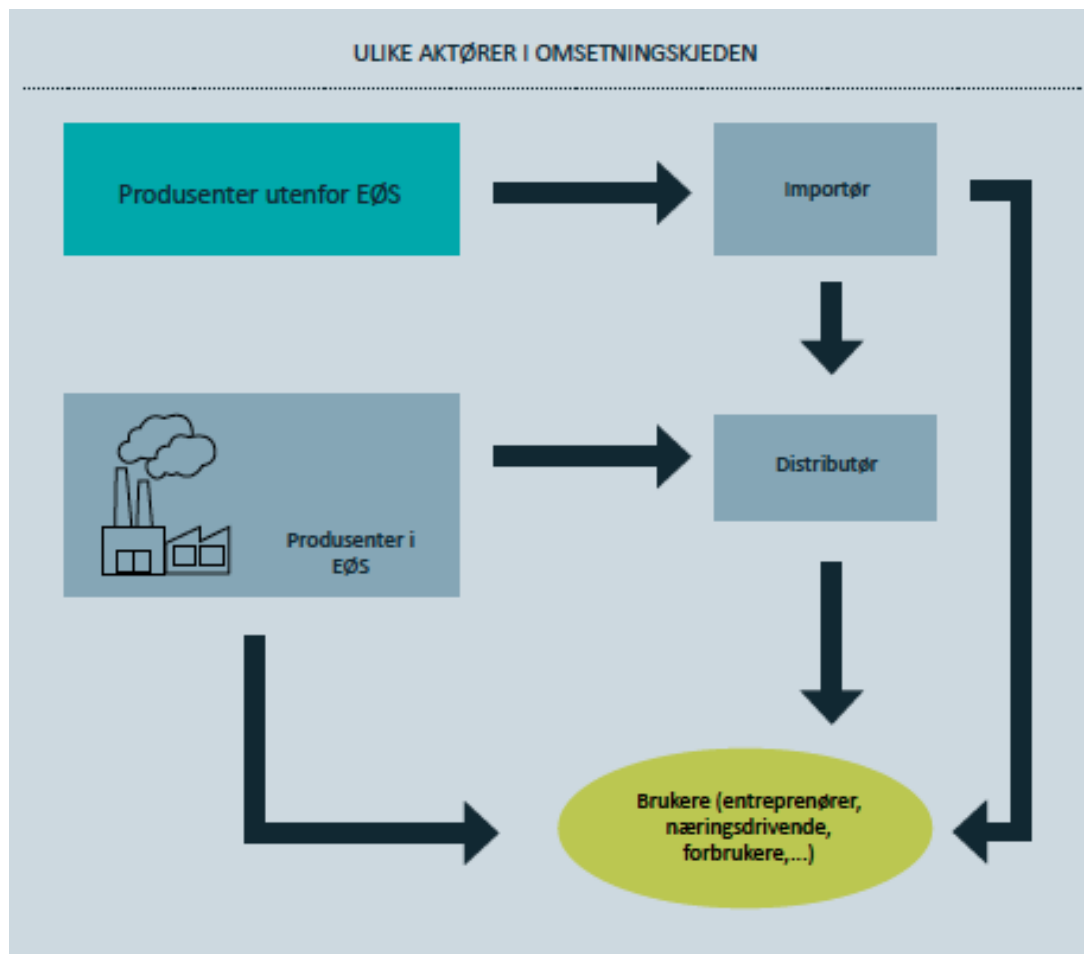 ULIKE AKTØRER I OMSETNINGSKJEDEN
Produsenter utenfor EØS
Importør
Distributør
Produsenter i
EØS
Brukere (entreprenører,
næringsdrivende,
forbrukere,...)